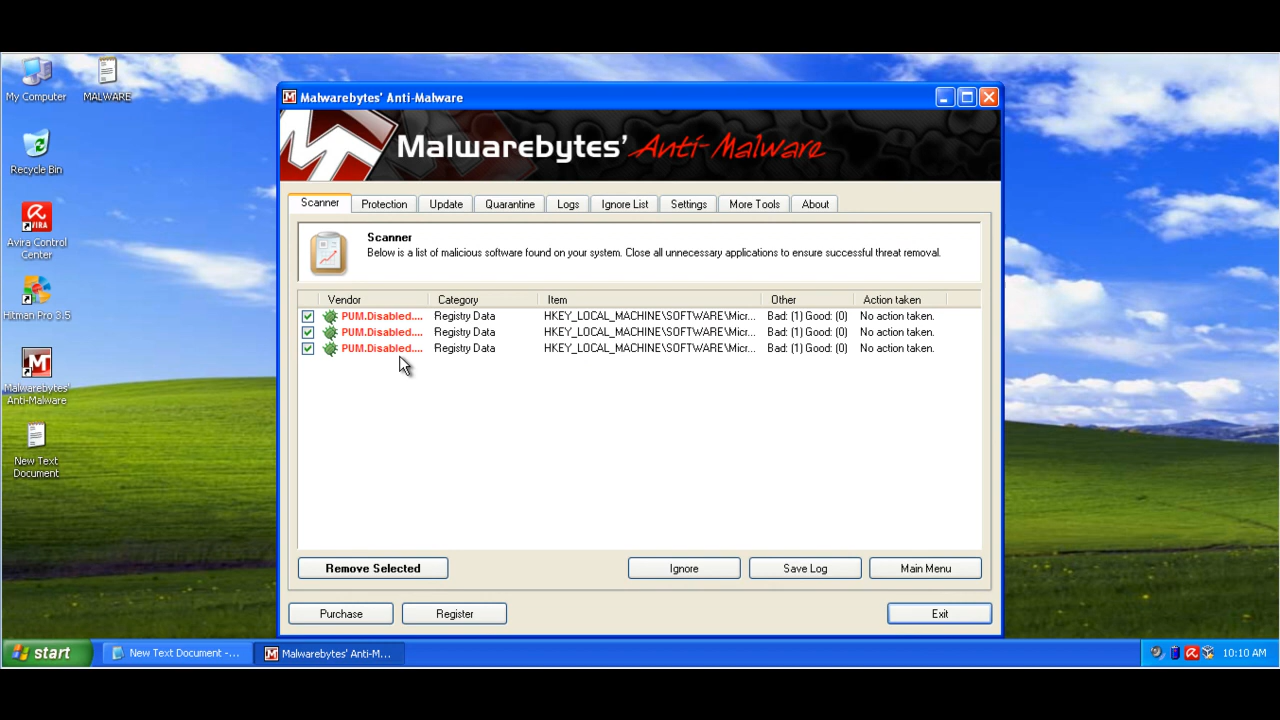 My Computer
MALWARE
Recycle Bin
AVIRA
Avira Control
Center
Hitman Pro 3.5
Malwarebytes'
Anti-Malware
New Text
Document
Malwarebytes' Anti-Malware
Malwarebytes' Anti-Malware
Scanner Protection Update Quarantine Logs Ignore List Settings More Tools About
Scanner
Below is a list of malicious software found on your system. Close all unnecessary applications to ensure successful threat removal.
Vendor Category Item Other Action taken
PUM.Disabled.... Registry Data HKEY_LOCAL_MACHINE\SOFTWARE\Micr... Bad: (1) Good: (0) No action taken.
PUM.Disabled.... Registry Data HKEY_LOCAL_MACHINE\SOFTWARE\Micr... Bad: (1) Good: (0) No action taken.
PUM.Disabled.... Registry Data HKEY_LOCAL_MACHINE\SOFTWARE\Micr... Bad: (1) Good: (0) No action taken.
Remove Selected Ignore Save Log Main Menu
Purchase Register Exit
start New Text Document -... Malwarebytes' Anti-M... 10:10 AM